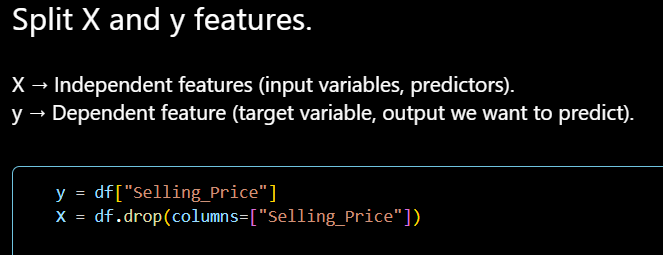 Split X and y features.
X → Independent features (input variables, predictors).
y → Dependent feature (target variable, output we want to predict).
y = df["Selling_Price"]
X = df.drop(columns=["Selling_Price"])